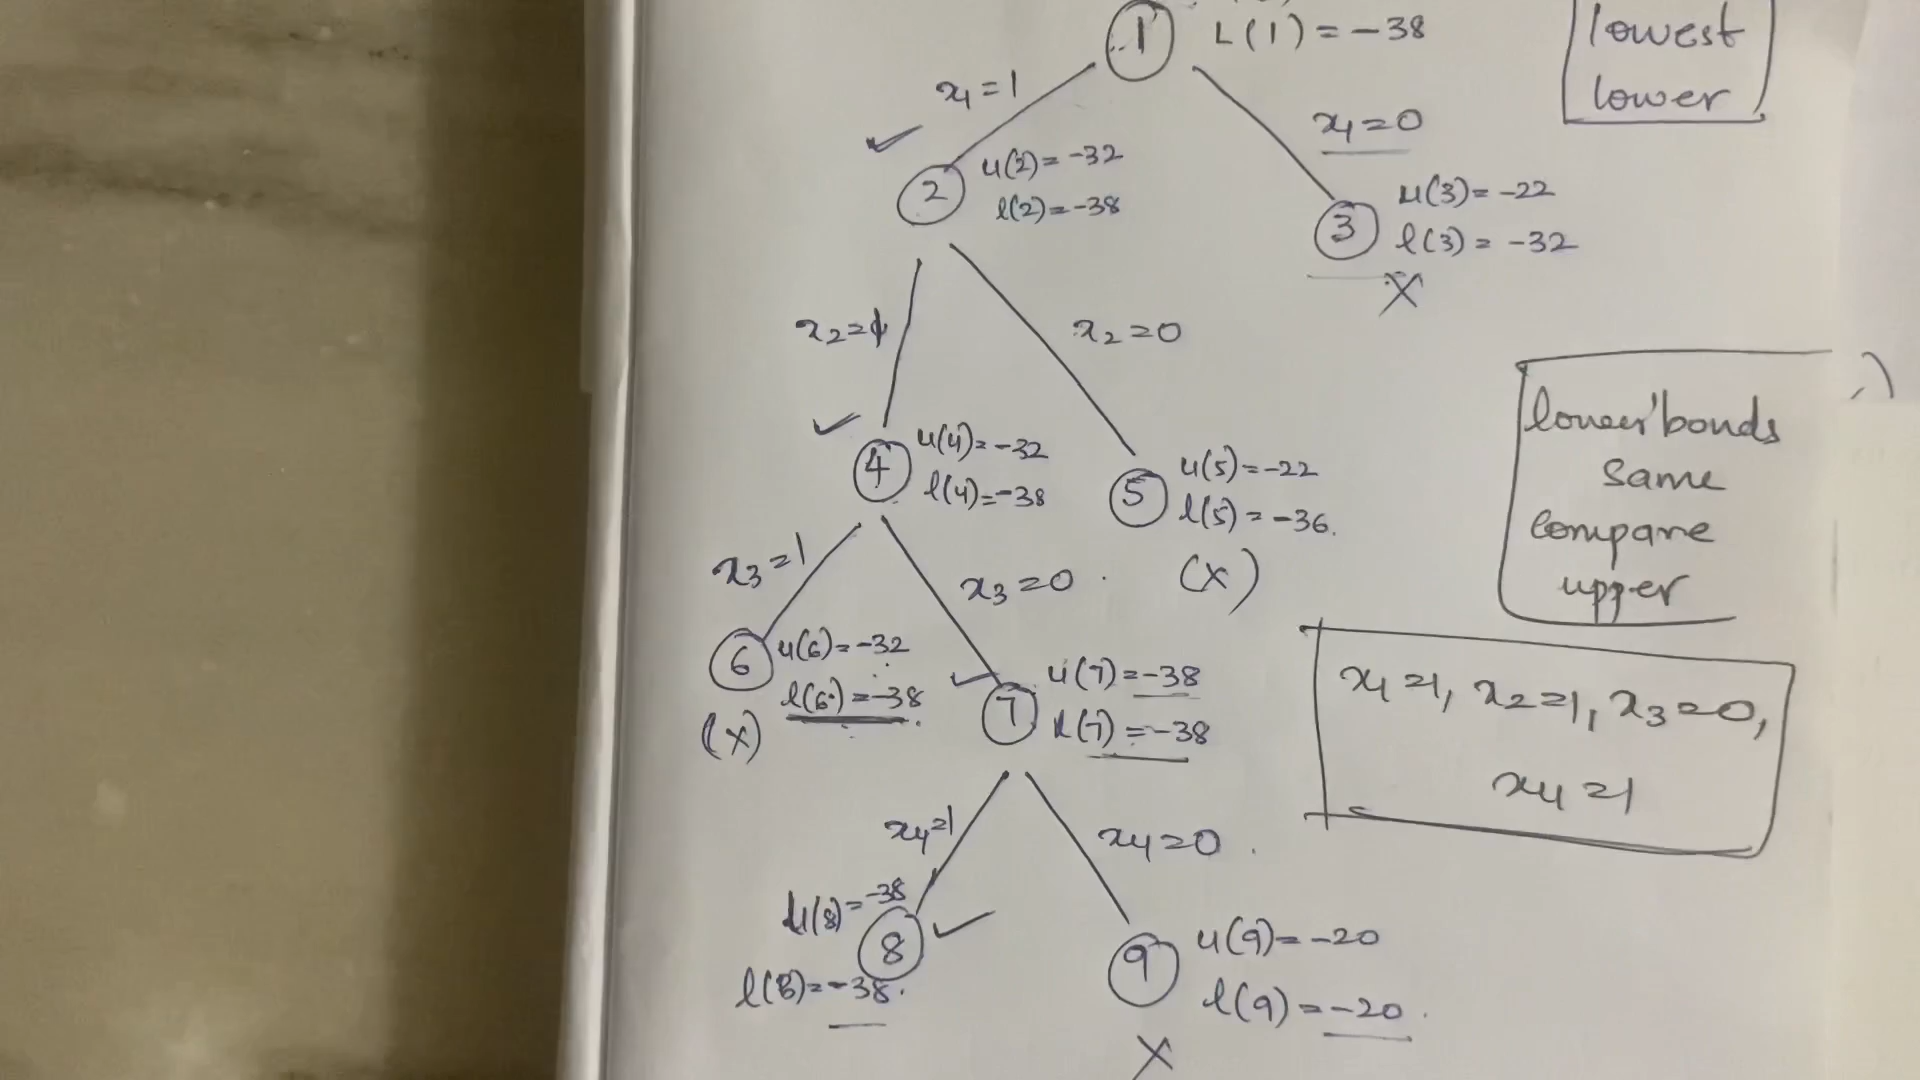 1
L(1) = -38
lowest
lower
x1=1
x1=0
2
u(2)= -32
l(2)= -38
3
u(3)= -22
l(3)= -32
X
x2=1
x2=0
4
u(4)= -32
l(4)= -38
5
u(5)= -22
l(5)= -36.
(X)
lower bonds
same
compare
upper
x3=1
x3=0
6
u(6)= -32
l(6)= -38
(X)
7
u(7)= -38
l(7)= -38
x1=1, x2=1, x3=0,
x4=1
x4=1
x4=0
u(8)= -38
8
l(8)= -38.
9
u(9)= -20
l(9)= -20
X